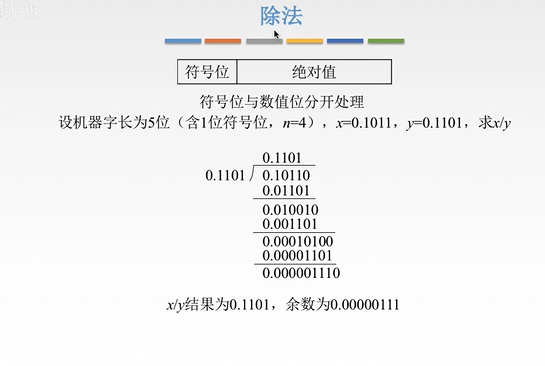 除法
符号位 绝对值
符号位与数值位分开处理
设机器字长为5位（含1位符号位，n=4），x=0.1011，y=0.1101，求x/y
0.1101
0.1101 0.10110
0.01101
0.010010
0.001101
0.00010100
0.00001101
0.000001110
x/y结果为0.1101，余数为0.00000111